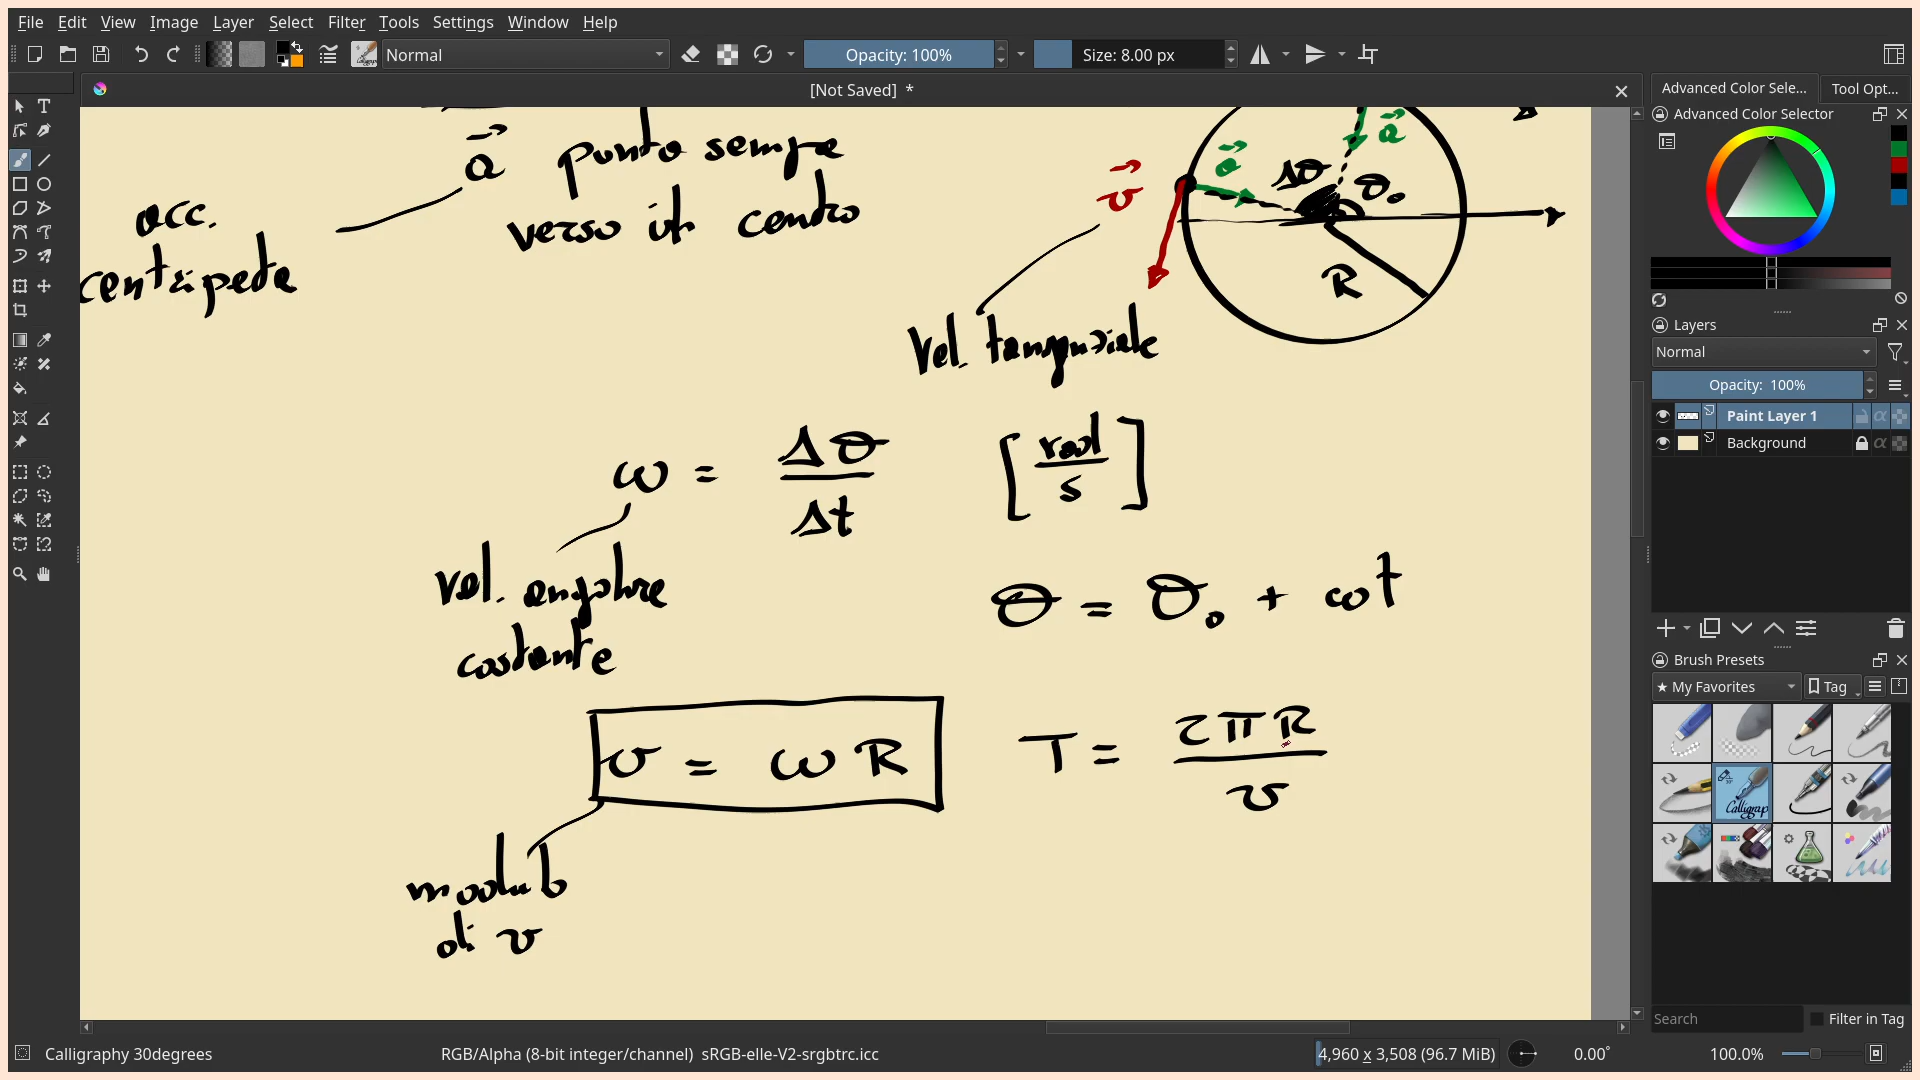 File Edit View Image Layer Select Filter Tools Settings Window Help
Normal
Opacity: 100%
Size: 8.00 px
[Not Saved] *
Advanced Color Sele...
Tool Opt...
Advanced Color Selector
a punto sempre
verso il centro
acc.
centripeta
v
a
a
Δθ
θ₀
R
Vel. tangenziale
ω = Δθ / Δt [rad / s]
vel. angolare
costante
θ = θ₀ + ωt
v = ω R
T = 2πR / v
modulo
di v
Layers
Normal
Opacity: 100%
Paint Layer 1
Background
Brush Presets
★ My Favorites
Tag
Search
Filter in Tag
Calligraphy 30degrees
RGB/Alpha (8-bit integer/channel) sRGB-elle-V2-srgbtrc.icc
4,960 x 3,508 (96.7 MiB)
0.00°
100.0%